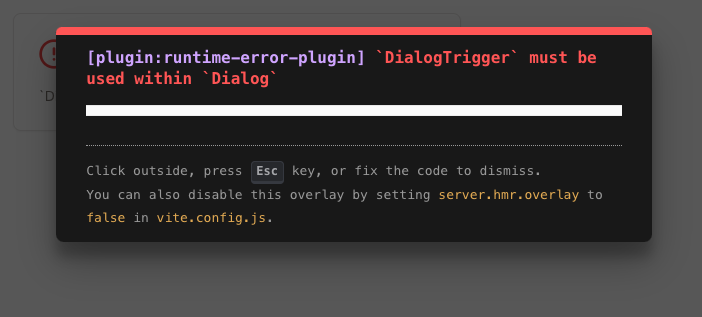 [plugin:runtime-error-plugin] `DialogTrigger` must be
used within `Dialog`
`D
Click outside, press Esc key, or fix the code to dismiss.
You can also disable this overlay by setting server.hmr.overlay to
false in vite.config.js.